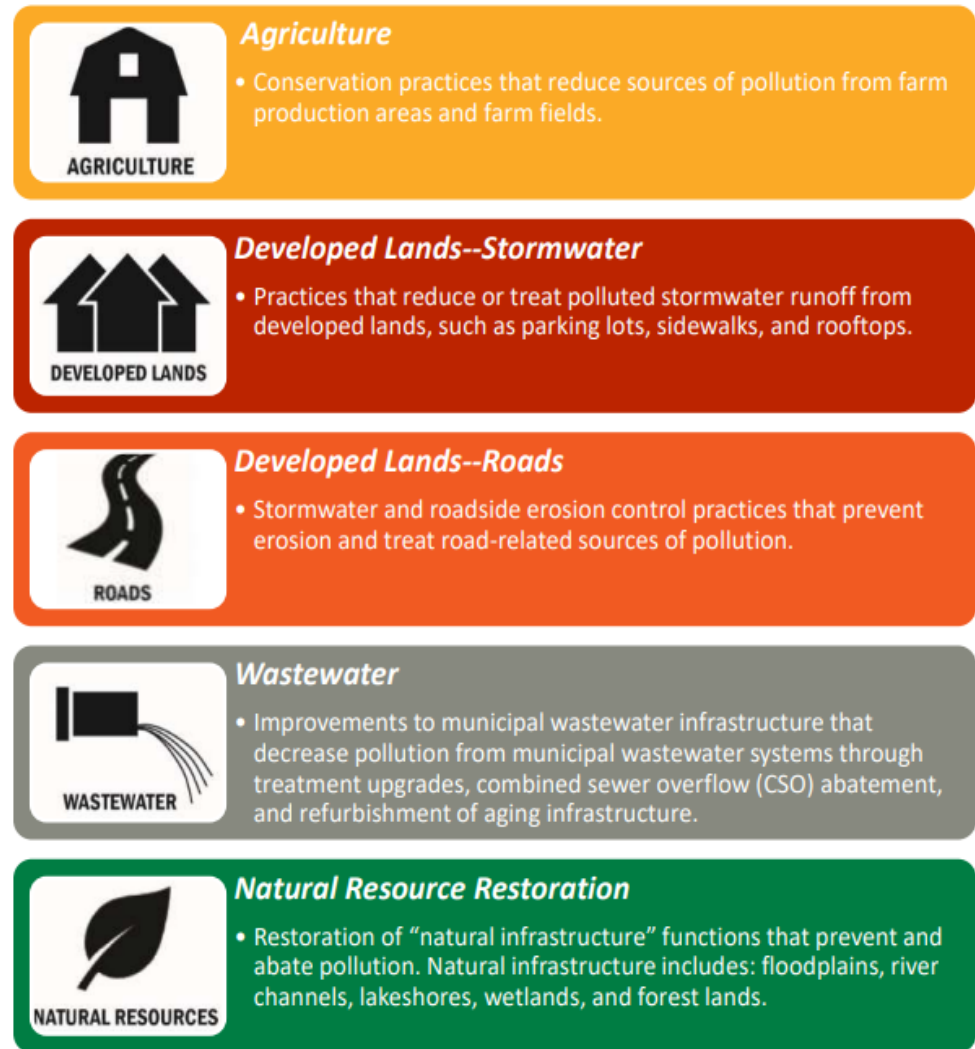 Agriculture
• Conservation practices that reduce sources of pollution from farm
production areas and farm fields.
AGRICULTURE
Developed Lands--Stormwater
• Practices that reduce or treat polluted stormwater runoff from
developed lands, such as parking lots, sidewalks, and rooftops.
DEVELOPED LANDS
Developed Lands--Roads
• Stormwater and roadside erosion control practices that prevent
erosion and treat road-related sources of pollution.
ROADS
Wastewater
• Improvements to municipal wastewater infrastructure that
decrease pollution from municipal wastewater systems through
treatment upgrades, combined sewer overflow (CSO) abatement,
and refurbishment of aging infrastructure.
WASTEWATER
Natural Resource Restoration
• Restoration of “natural infrastructure” functions that prevent and
abate pollution. Natural infrastructure includes: floodplains, river
channels, lakeshores, wetlands, and forest lands.
NATURAL RESOURCES